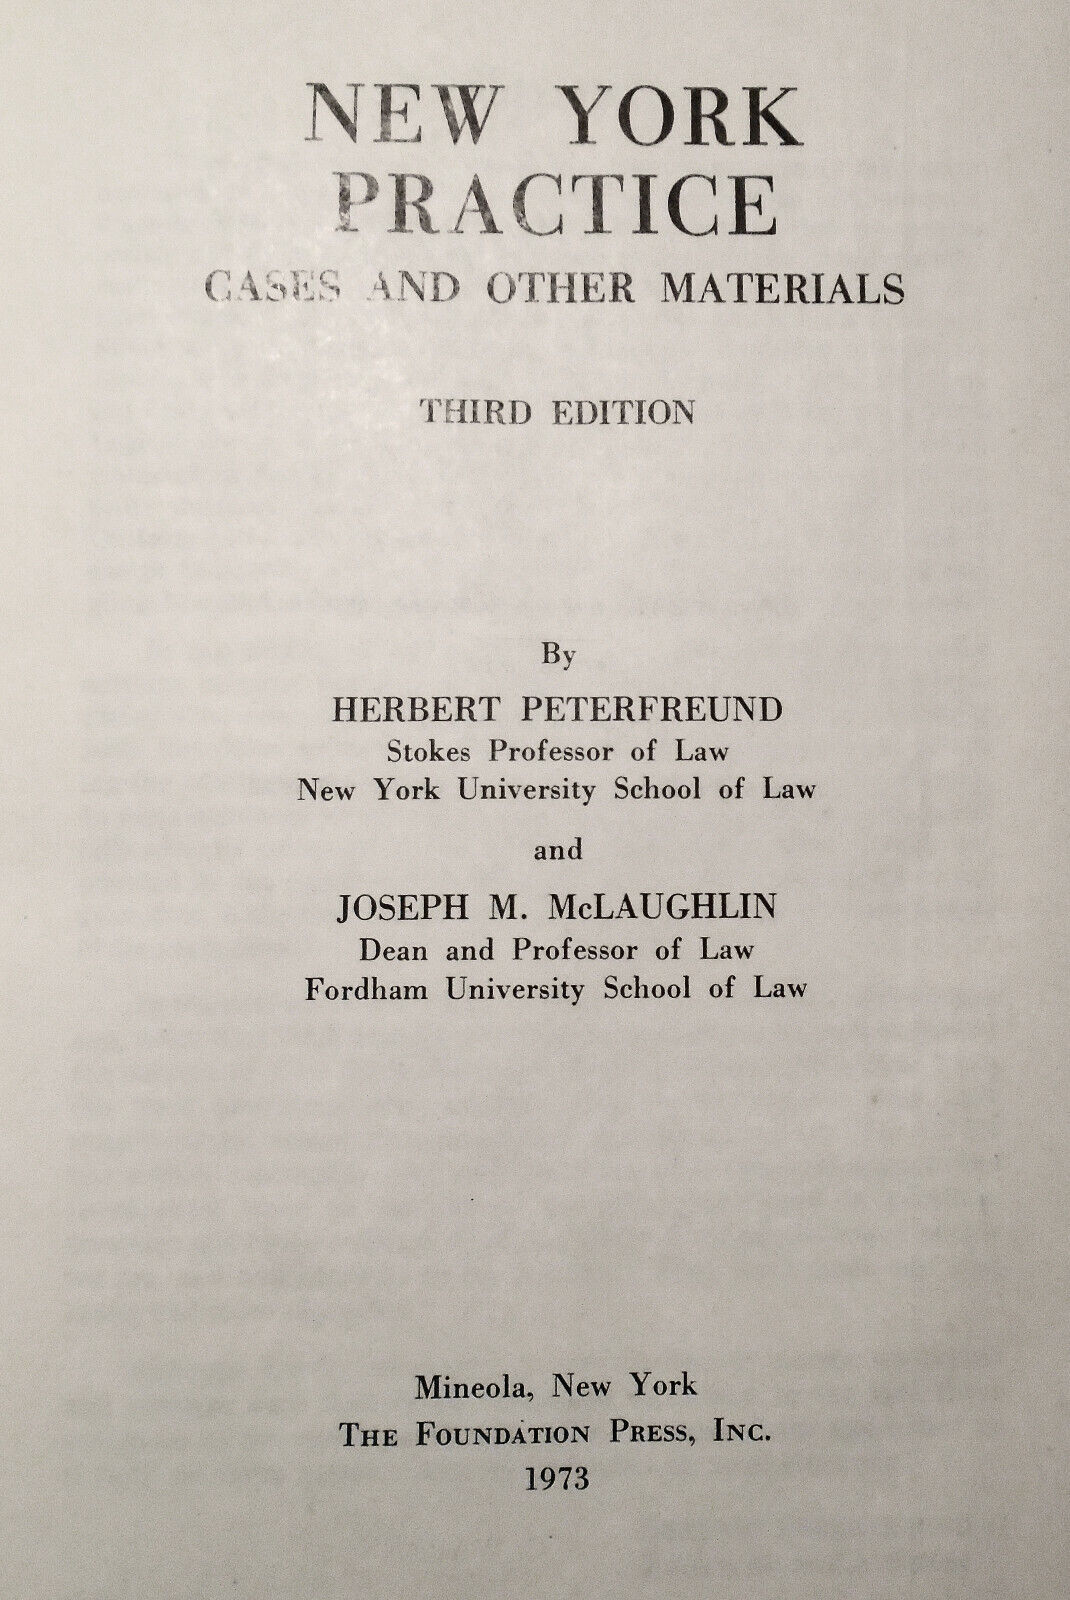 NEW YORK
PRACTICE
CASES AND OTHER MATERIALS
THIRD EDITION
By
HERBERT PETERFREUND
Stokes Professor of Law
New York University School of Law
and
JOSEPH M. McLAUGHLIN
Dean and Professor of Law
Fordham University School of Law
Mineola, New York
THE FOUNDATION PRESS, INC.
1973